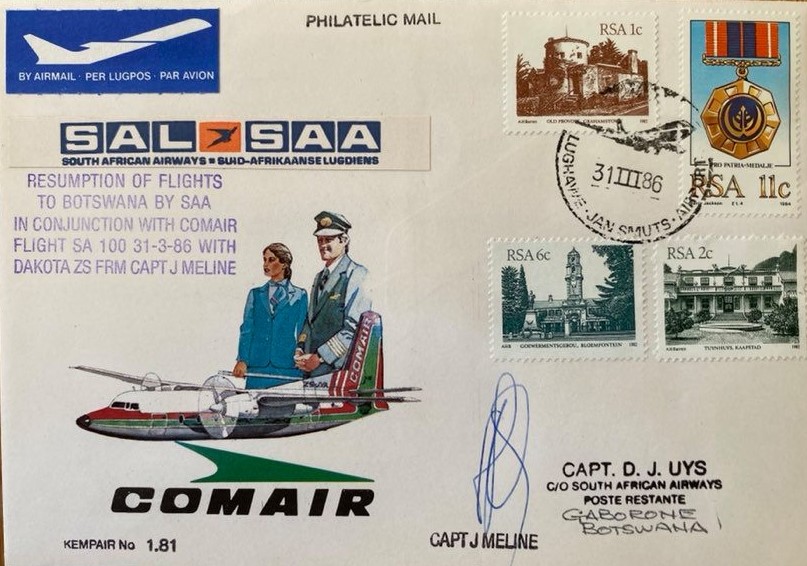 PHILATELIC MAIL
BY AIRMAIL · PER LUGPOS · PAR AVION
SAL SAA
SOUTH AFRICAN AIRWAYS SUID-AFRIKAANSE LUGDIENS
RESUMPTION OF FLIGHTS
TO BOTSWANA BY SAA
IN CONJUNCTION WITH COMAIR
FLIGHT SA 100 31-3-86 WITH
DAKOTA ZS FRM CAPT J MELINE
RSA 1c
OLD PROVOST, GRAHAMSTOWN
1982
PRO PATRIA-MEDALJE
RSA 11c
1984
LUGHAWE · JAN SMUTS · AIRPORT
31 III 86
RSA 6c
GOEWERMENTSGEBOU, BLOEMFONTEIN
1982
RSA 2c
TUYNHUIS, KAAPSTAD
1982
COMAIR
COMAIR
KEMPAIR No 1.81
CAPT J MELINE
CAPT. D. J. UYS
C/O SOUTH AFRICAN AIRWAYS
POSTE RESTANTE
GABORONE
BOTSWANA